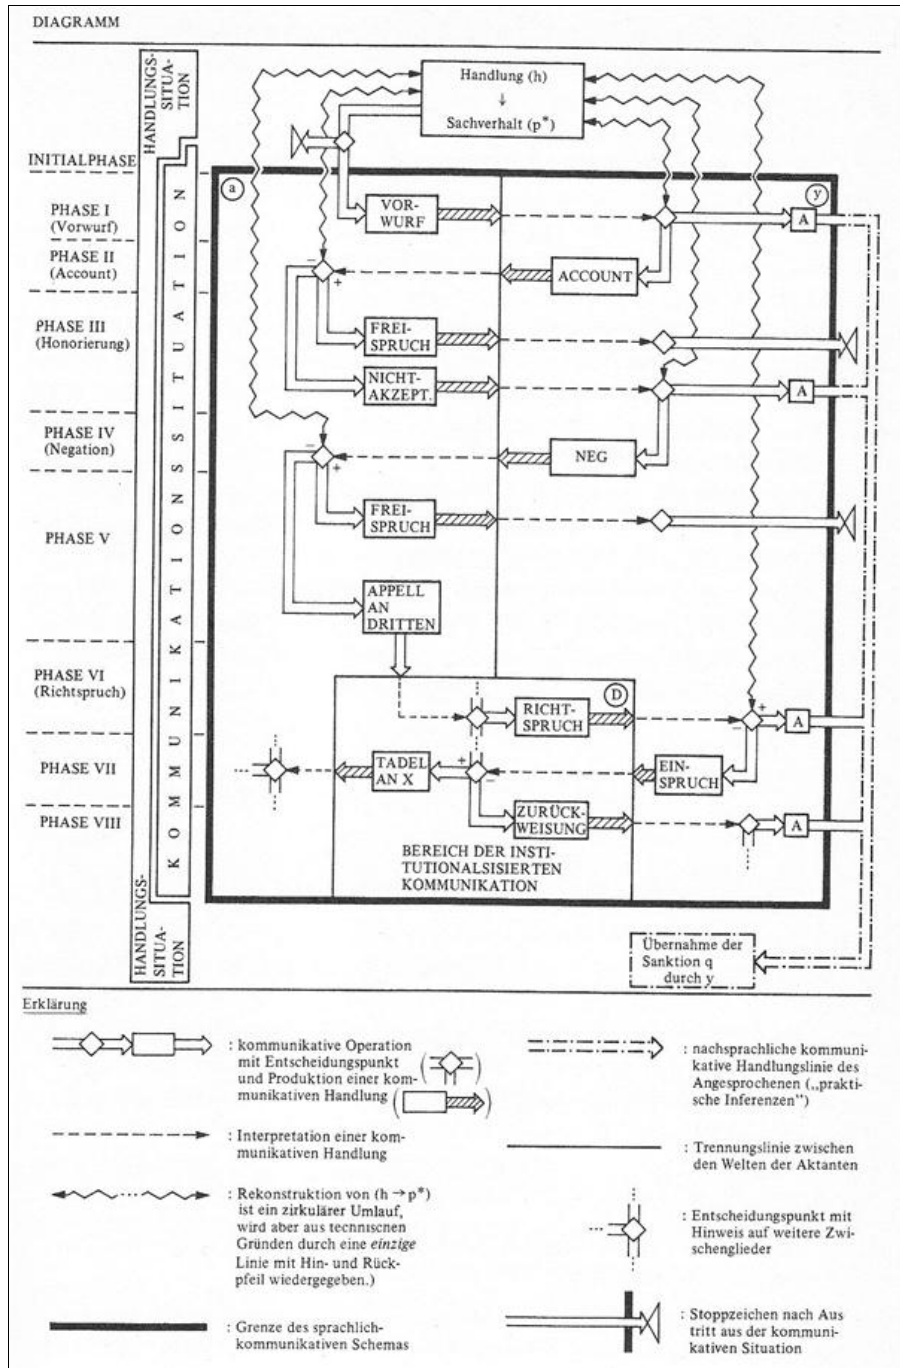 DIAGRAMM
HANDLUNGS-
SITUA-
TION
Handlung (h)
↓
Sachverhalt (p*)
INITIALPHASE
KOMMUNIKATIONSSITUATION
a
y
PHASE I
(Vorwurf)
VOR-
WURF
A
PHASE II
(Account)
–
+
ACCOUNT
PHASE III
(Honorierung)
FREI-
SPRUCH
NICHT-
AKZEPT.
A
PHASE IV
(Negation)
–
+
NEG
PHASE V
FREI-
SPRUCH
APPELL
AN
DRITTEN
PHASE VI
(Richtspruch)
D
RICHT-
SPRUCH
+
–
A
PHASE VII
TADEL
AN X
+
–
EIN-
SPRUCH
PHASE VIII
ZURÜCK-
WEISUNG
A
BEREICH DER INSTI-
TUTIONALSISIERTEN
KOMMUNIKATION
HANDLUNGS-
SITUA-
TION
Übernahme der
Sanktion q
durch y
Erklärung
: kommunikative Operation
mit Entscheidungspunkt
und Produktion einer kom-
munikativen Handlung
: Interpretation einer kom-
munikativen Handlung
: Rekonstruktion von (h → p*)
ist ein zirkulärer Umlauf,
wird aber aus tecnnischen
Gründen durch eine einzige
Linie mit Hin- und Rück-
pfeil wiedergegeben.)
: Grenze des sprachlich-
kommunikativen Schemas
: nachsprachliche kommuni-
kative Handlungslinie des
Angesprochenen („prakti-
sche Inferenzen”)
: Trennungslinie zwischen
den Welten der Aktanten
: Entscheidungspunkt mit
Hinweis auf weitere Zwi-
schenglieder
: Stoppzeichen nach Aus
tritt aus der kommuni-
kativen Situation